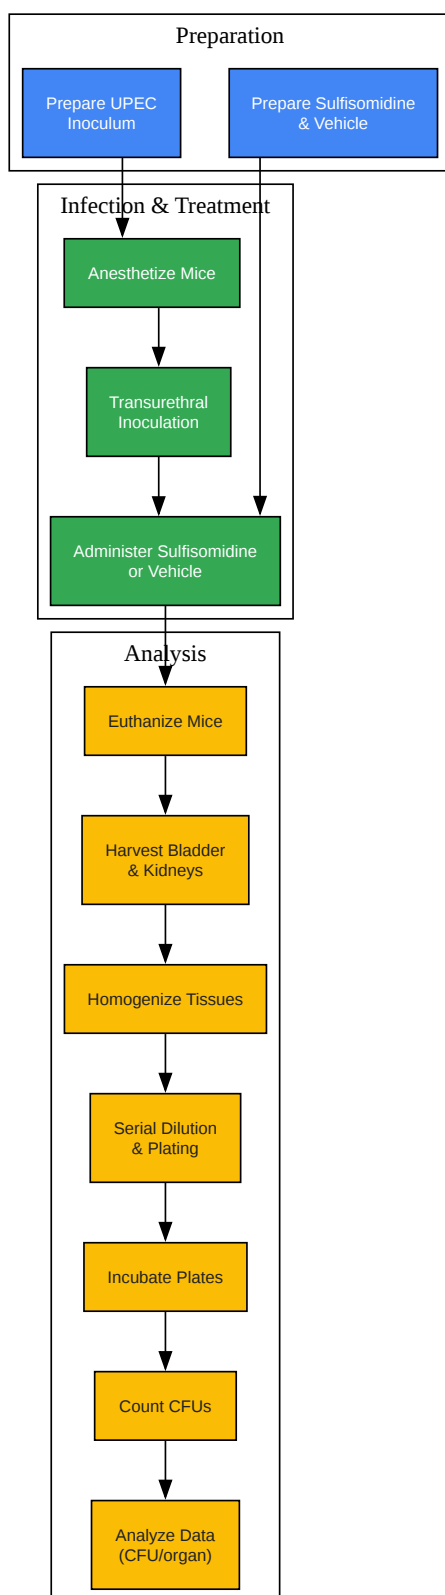 Preparation
Prepare UPEC
Inoculum
Prepare Sulfisomidine
& Vehicle
Infection & Treatment
Anesthetize Mice
Transurethral
Inoculation
Administer Sulfisomidine
or Vehicle
Analysis
Euthanize Mice
Harvest Bladder
& Kidneys
Homogenize Tissues
Serial Dilution
& Plating
Incubate Plates
Count CFUs
Analyze Data
(CFU/organ)